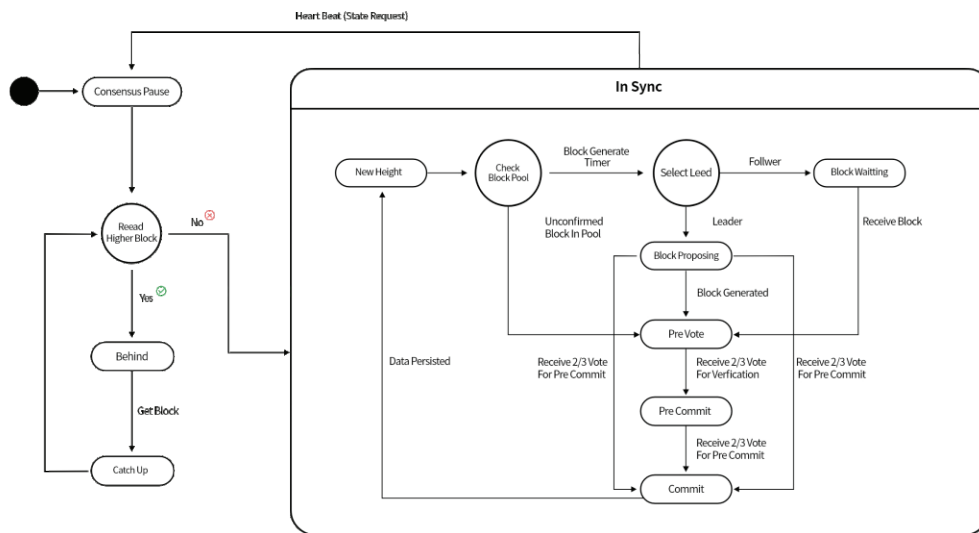 Heart Beat (State Request)
Consensus Pause
In Sync
New Height
Check
Block Pool
Block Generate
Timer
Select Leed
Follwer
Block Waitting
Reead
Higher Block
No
Unconfirmed
Block In Pool
Leader
Receive Block
Block Proposing
Yes
Block Generated
Pre Vote
Behind
Data Persisted
Receive 2/3 Vote
For Pre Commit
Receive 2/3 Vote
For Verfication
Receive 2/3 Vote
For Pre Commit
Get Block
Pre Commit
Receive 2/3 Vote
For Pre Commit
Catch Up
Commit